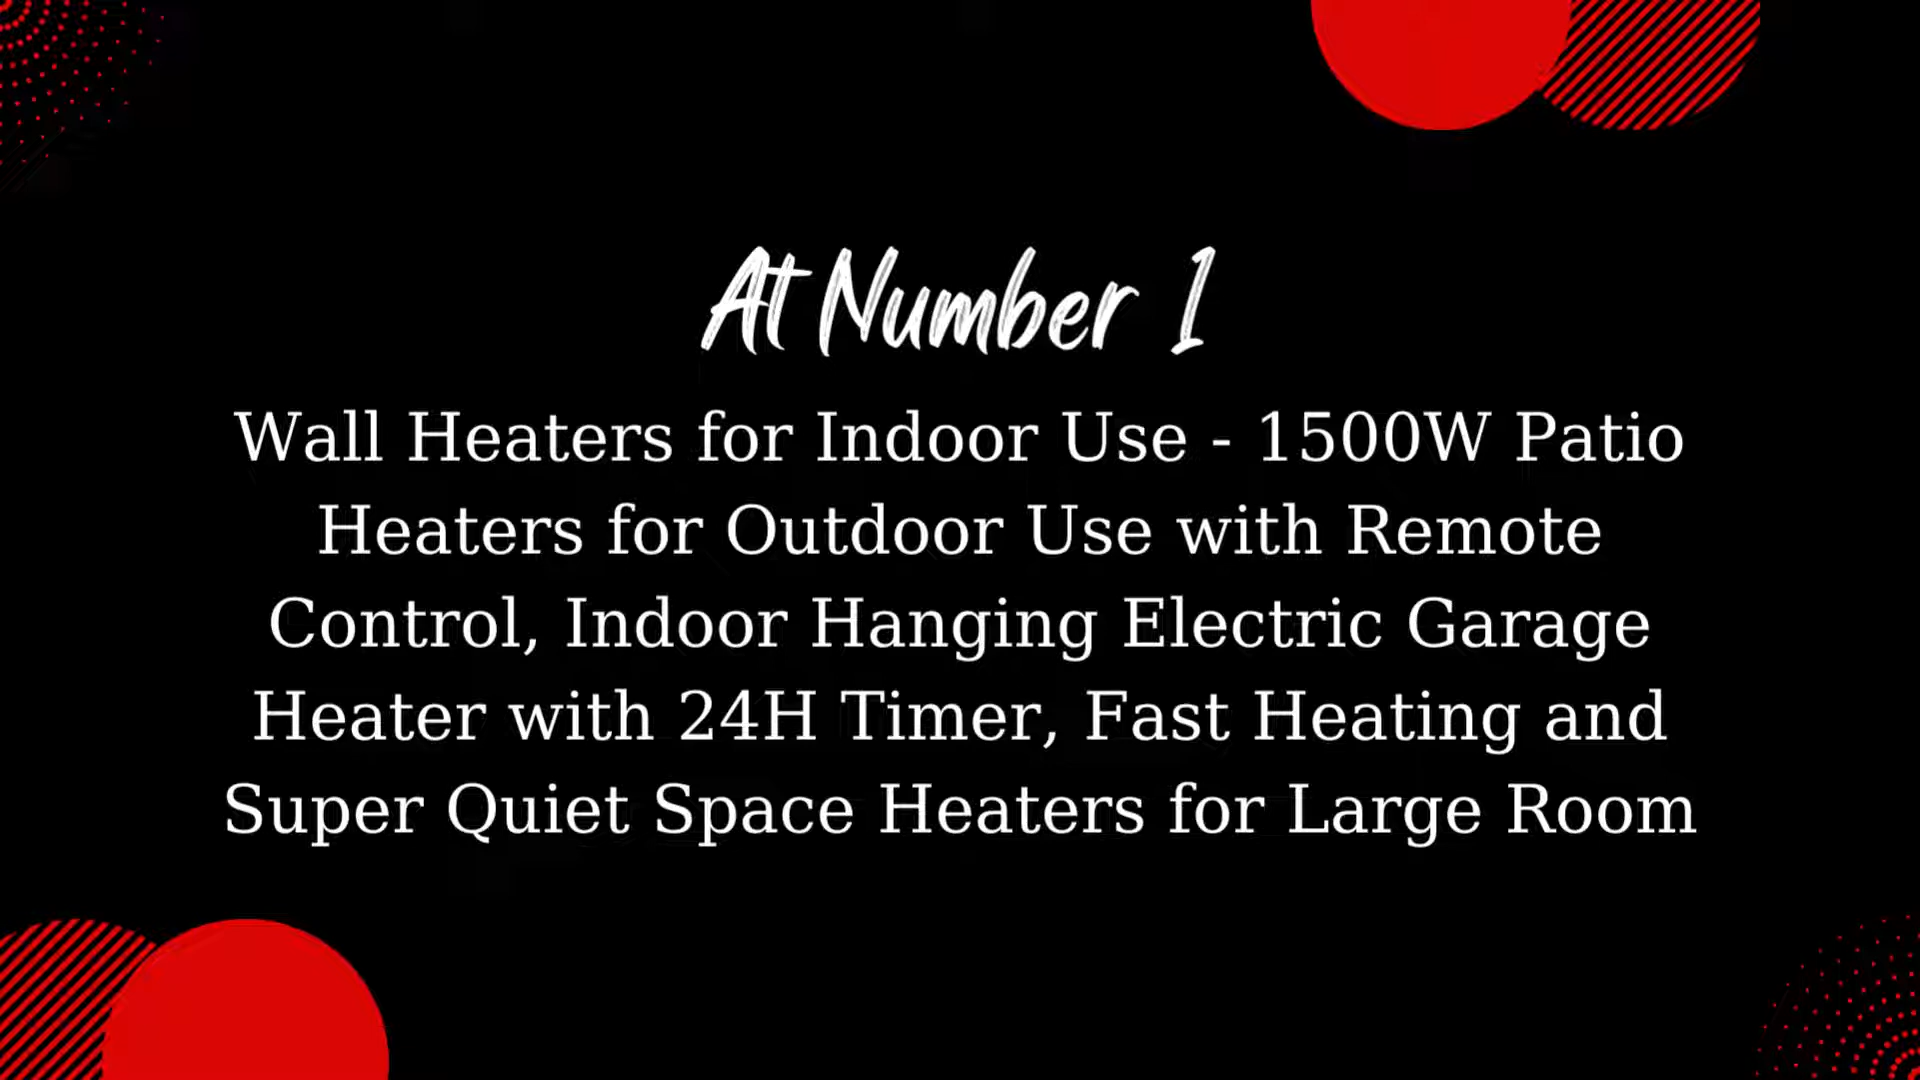 At Number 1
Wall Heaters for Indoor Use - 1500W Patio
Heaters for Outdoor Use with Remote
Control, Indoor Hanging Electric Garage
Heater with 24H Timer, Fast Heating and
Super Quiet Space Heaters for Large Room